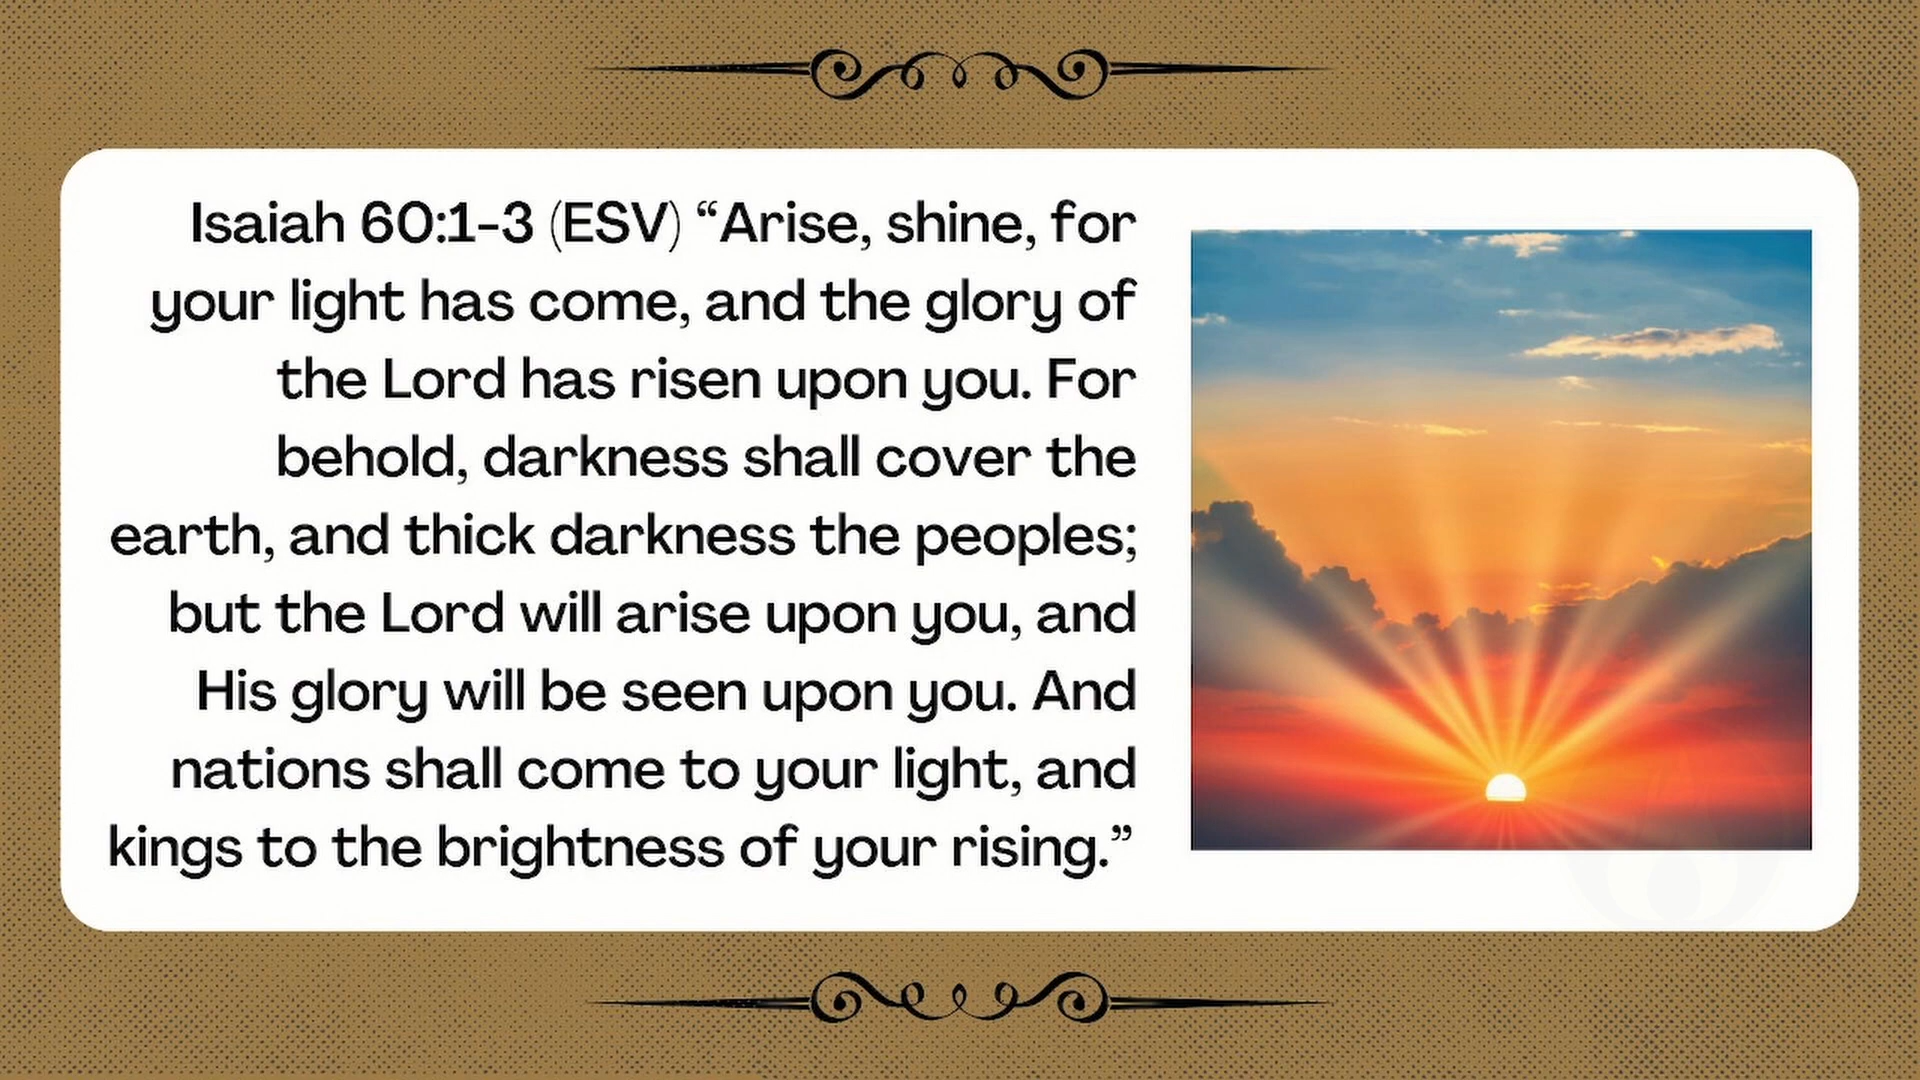 Isaiah 60:1-3 (ESV) “Arise, shine, for
your light has come, and the glory of
the Lord has risen upon you. For
behold, darkness shall cover the
earth, and thick darkness the peoples;
but the Lord will arise upon you, and
His glory will be seen upon you. And
nations shall come to your light, and
kings to the brightness of your rising.”